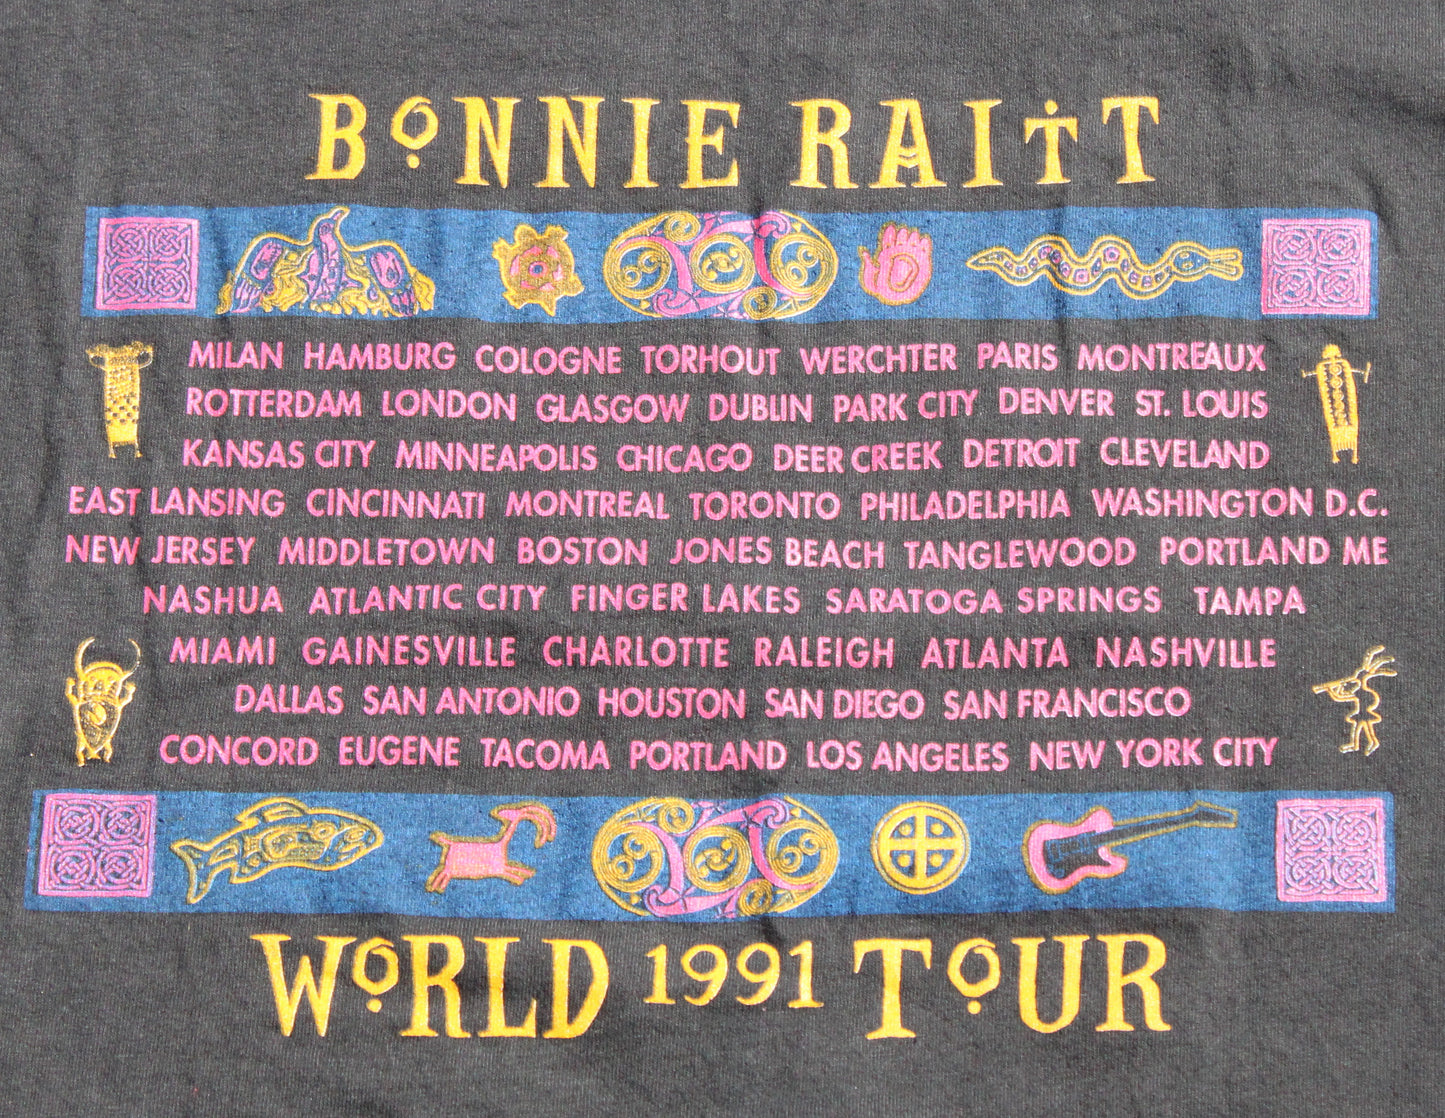 BONNIE RAITT
MILAN HAMBURG COLOGNE TORHOUT WERCHTER PARIS MONTREAUX
ROTTERDAM LONDON GLASGOW DUBLIN PARK CITY DENVER ST. LOUIS
KANSAS CITY MINNEAPOLIS CHICAGO DEER CREEK DETROIT CLEVELAND
EAST LANSING CINCINNATI MONTREAL TORONTO PHILADELPHIA WASHINGTON D.C.
NEW JERSEY MIDDLETOWN BOSTON JONES BEACH TANGLEWOOD PORTLAND ME
NASHUA ATLANTIC CITY FINGER LAKES SARATOGA SPRINGS TAMPA
MIAMI GAINESVILLE CHARLOTTE RALEIGH ATLANTA NASHVILLE
DALLAS SAN ANTONIO HOUSTON SAN DIEGO SAN FRANCISCO
CONCORD EUGENE TACOMA PORTLAND LOS ANGELES NEW YORK CITY
WORLD 1991 TOUR